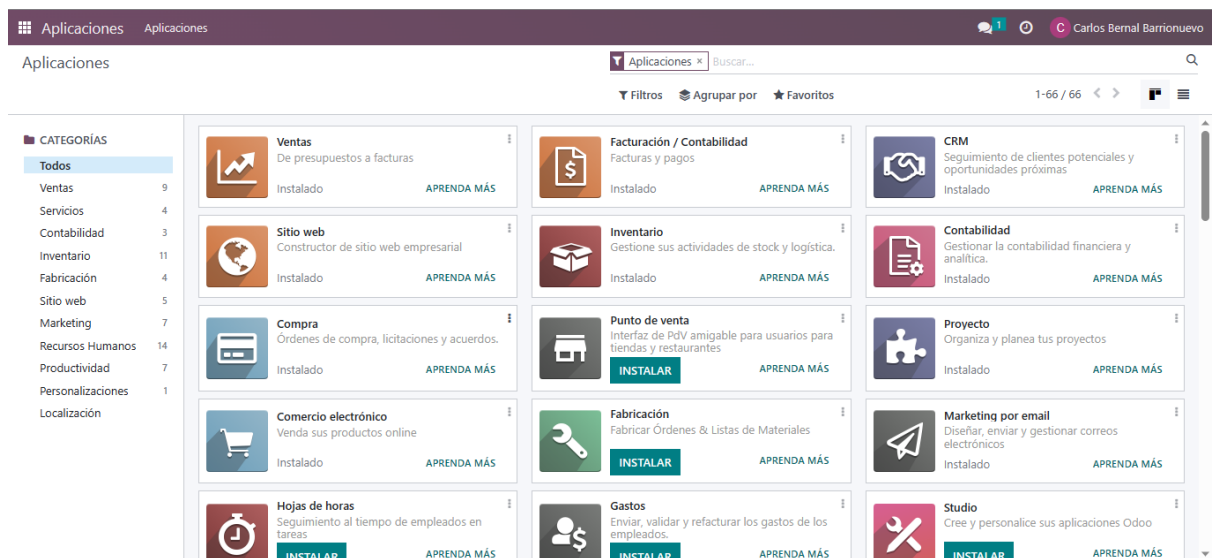 Aplicaciones Aplicaciones 1 C Carlos Bernal Barrionuevo
Aplicaciones
Aplicaciones × Buscar...
Filtros Agrupar por Favoritos 1-66 / 66
CATEGORÍAS
Todos
Ventas 9
Servicios 4
Contabilidad 3
Inventario 11
Fabricación 4
Sitio web 5
Marketing 7
Recursos Humanos 14
Productividad 7
Personalizaciones 1
Localización
Ventas
De presupuestos a facturas
Instalado APRENDA MÁS
Facturación / Contabilidad
Facturas y pagos
Instalado APRENDA MÁS
CRM
Seguimiento de clientes potenciales y
oportunidades próximas
Instalado APRENDA MÁS
Sitio web
Constructor de sitio web empresarial
Instalado APRENDA MÁS
Inventario
Gestione sus actividades de stock y logística.
Instalado APRENDA MÁS
Contabilidad
Gestionar la contabilidad financiera y
analítica.
Instalado APRENDA MÁS
Compra
Órdenes de compra, licitaciones y acuerdos.
Instalado APRENDA MÁS
Punto de venta
Interfaz de PdV amigable para usuarios para
tiendas y restaurantes
INSTALAR APRENDA MÁS
Proyecto
Organiza y planea tus proyectos
Instalado APRENDA MÁS
Comercio electrónico
Venda sus productos online
Instalado APRENDA MÁS
Fabricación
Fabricar Órdenes & Listas de Materiales
INSTALAR APRENDA MÁS
Marketing por email
Diseñar, enviar y gestionar correos
electrónicos
Instalado APRENDA MÁS
Hojas de horas
Seguimiento al tiempo de empleados en
tareas
INSTALAR APRENDA MÁS
Gastos
Enviar, validar y refacturar los gastos de los
empleados.
INSTALAR APRENDA MÁS
Studio
Cree y personalice sus aplicaciones Odoo
INSTALAR APRENDA MÁS